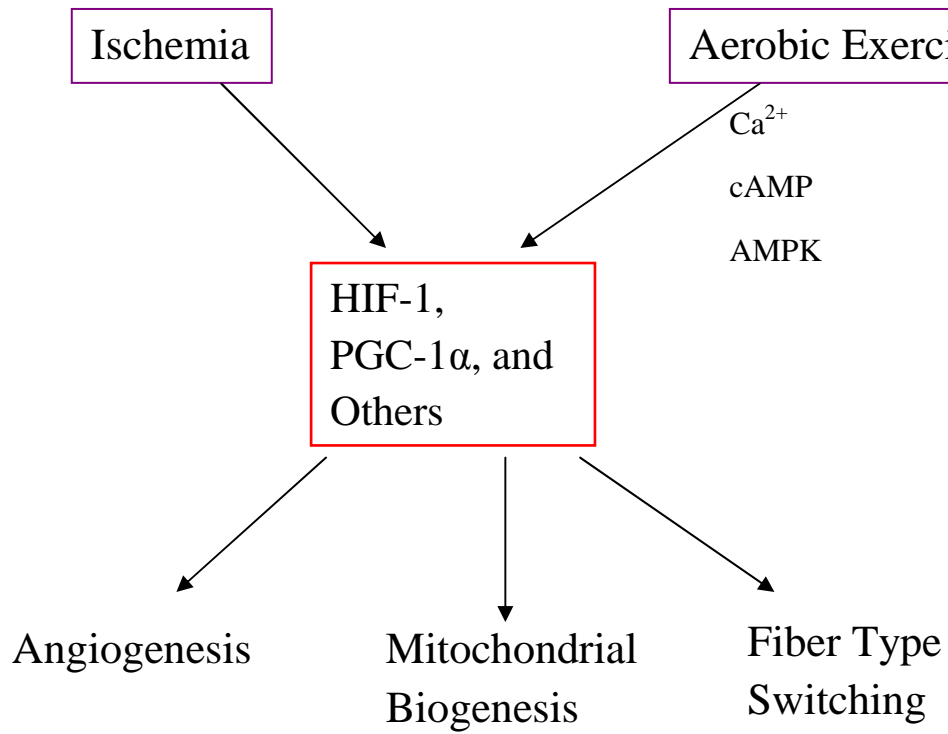 Ischemia
Aerobic Exerci
Ca²⁺
cAMP
AMPK
HIF-1,
PGC-1α, and
Others
Angiogenesis
Mitochondrial
Biogenesis
Fiber Type
Switching